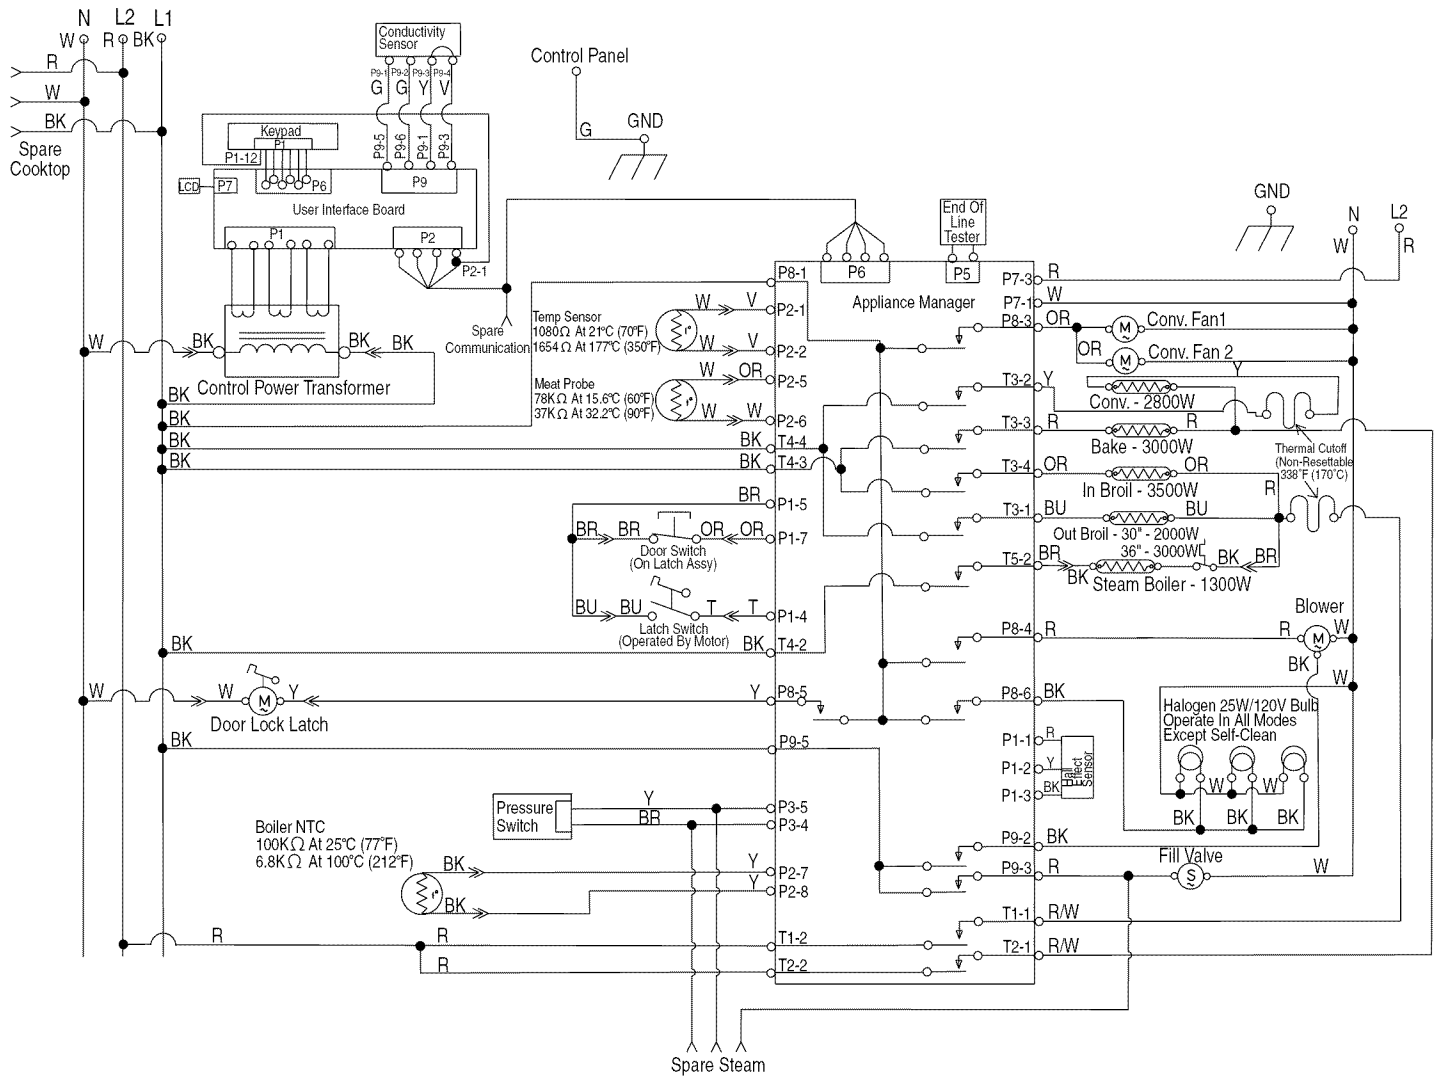 N L2 L1
W R BK
R
W
BK
Spare
Cooktop
Conductivity
Sensor
P9-1 P9-2 P9-3 P9-4
G G Y V
P9-5 P9-6 P9-1 P9-3
Keypad
P1
P1-12
LCD P7 P6 P9
User Interface Board
P1 P2
P2-1
Control Panel
G GND
Spare
Communication
W BK BK BK
Control Power Transformer
BK
BK
BK
BK
Temp Sensor
1080Ω At 21°C (70°F)
1654 Ω At 177°C (350°F)
W V
W V
Meat Probe
78KΩ At 15.6°C (60°F)
37KΩ At 32.2°C (90°F)
W OR
W W
BK
BK
BR
BR BR OR OR
Door Switch
(On Latch Assy)
BU BU T T
Latch Switch
(Operated By Motor)
BK BK
W W M Y Y
Door Lock Latch
BK
Pressure
Switch
Y
BR
Boiler NTC
100KΩ At 25°C (77°F)
6.8KΩ At 100°C (212°F)
BK Y
BK Y
R R
R
Spare Steam
End Of
Line
Tester
P6 P5
Appliance Manager
P8-1
P2-1
P2-2
P2-5
P2-6
T4-4
T4-3
P1-5
P1-7
P1-4
T4-2
P8-5
P9-5
P3-5
P3-4
P2-7
P2-8
T1-2
T2-2
GND N L2
W R
P7-3 R
P7-1 W
P8-3 OR M Conv. Fan1
OR M Conv. Fan 2
T3-2 Y Y
Conv. - 2800W
T3-3 R R
Bake - 3000W
Thermal Cutoff
(Non-Resettable
338°F (170°C)
T3-4 OR OR
In Broil - 3500W
R
T3-1 BU BU
Out Broil - 30" - 2000W
36" - 3000W
T5-2 BR BK BK BR
Steam Boiler - 1300W
Blower
P8-4 R R M W
BK
P8-6 BK W
Halogen 25W/120V Bulb
Operate In All Modes
Except Self-Clean
P1-1 R
P1-2 Y
P1-3 BK
Hall
Effect
Sensor
W W
BK BK BK
P9-2 BK
Fill Valve
P9-3 R S W
T1-1 R/W
T2-1 R/W